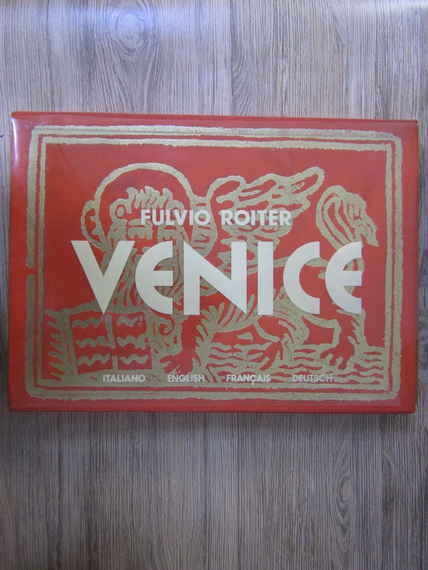 FULVIO ROITER
VENICE
ITALIANO ENGLISH FRANÇAIS DEUTSCH